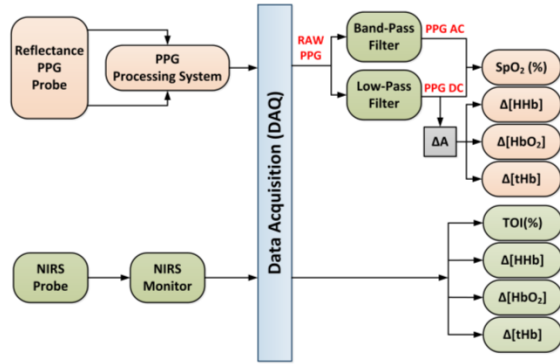 Reflectance
PPG
Probe
PPG
Processing System
Data Acquisition (DAQ)
RAW
PPG
Band-Pass
Filter
PPG AC
Low-Pass
Filter
PPG DC
ΔA
SpO₂ (%)
Δ[HHb]
Δ[HbO₂]
Δ[tHb]
NIRS
Probe
NIRS
Monitor
TOI(%)
Δ[HHb]
Δ[HbO₂]
Δ[tHb]